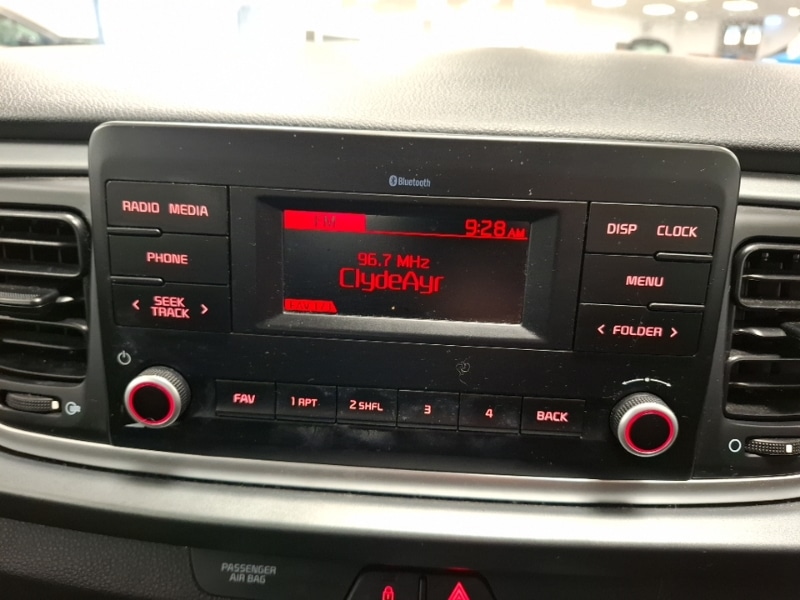 Bluetooth
RADIO MEDIA
PHONE
< SEEK TRACK >
FM
9:28 AM
96.7 MHz
ClydeAyr
DISP CLOCK
MENU
< FOLDER >
FAV
1 RPT
2 SHFL
3
4
BACK
PASSENGER
AIR BAG